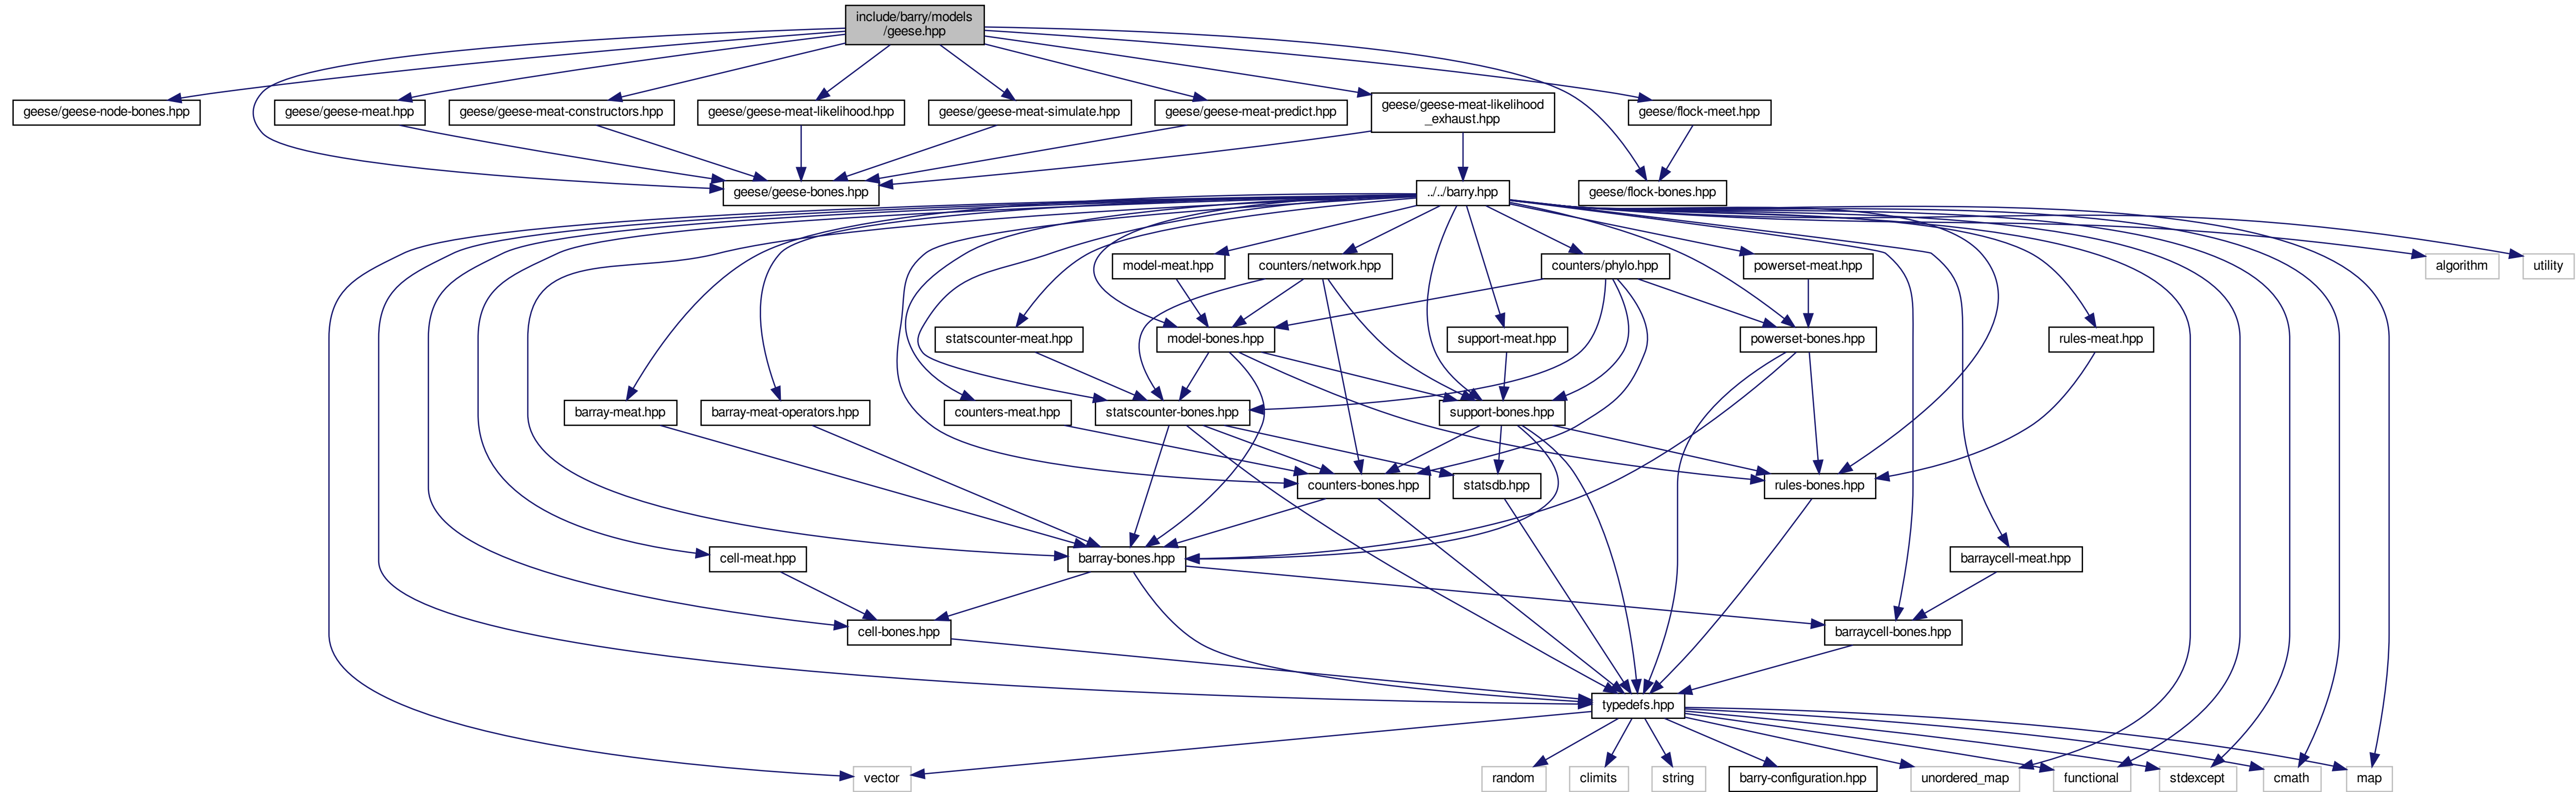 include/barry/models
/geese.hpp
geese/geese-node-bones.hpp
geese/geese-meat.hpp
geese/geese-meat-constructors.hpp
geese/geese-meat-likelihood.hpp
geese/geese-meat-simulate.hpp
geese/geese-meat-predict.hpp
geese/geese-meat-likelihood
_exhaust.hpp
geese/flock-meet.hpp
geese/geese-bones.hpp
../../barry.hpp
geese/flock-bones.hpp
model-meat.hpp
counters/network.hpp
counters/phylo.hpp
powerset-meat.hpp
algorithm
utility
statscounter-meat.hpp
model-bones.hpp
support-meat.hpp
powerset-bones.hpp
rules-meat.hpp
barray-meat.hpp
barray-meat-operators.hpp
counters-meat.hpp
statscounter-bones.hpp
support-bones.hpp
counters-bones.hpp
statsdb.hpp
rules-bones.hpp
cell-meat.hpp
barray-bones.hpp
barraycell-meat.hpp
cell-bones.hpp
barraycell-bones.hpp
typedefs.hpp
vector
random
climits
string
barry-configuration.hpp
unordered_map
functional
stdexcept
cmath
map